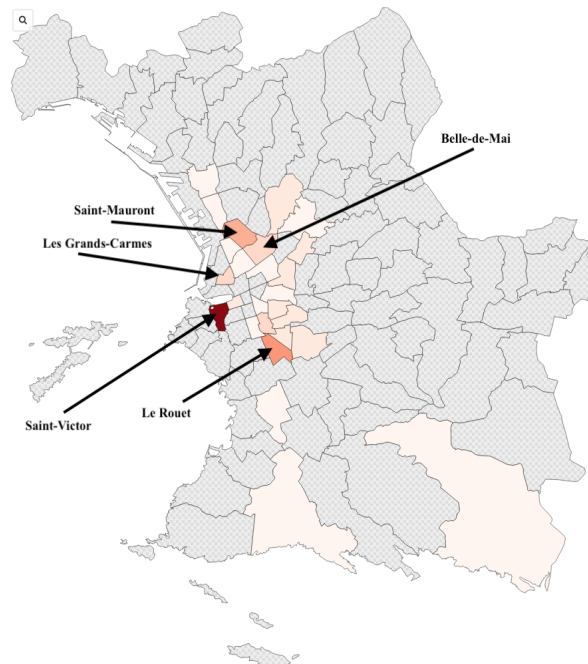 Belle-de-Mai
Saint-Mauront
Les Grands-Carmes
Le Rouet
Saint-Victor